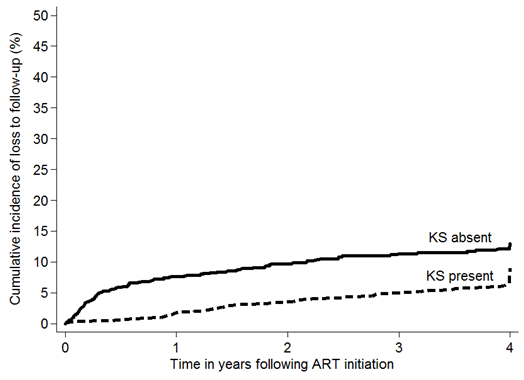 Cumulative incidence of loss to follow-up (%)
50
45
40
35
30
25
20
15
10
5
0
KS absent
KS present
0 1 2 3 4
Time in years following ART initiation